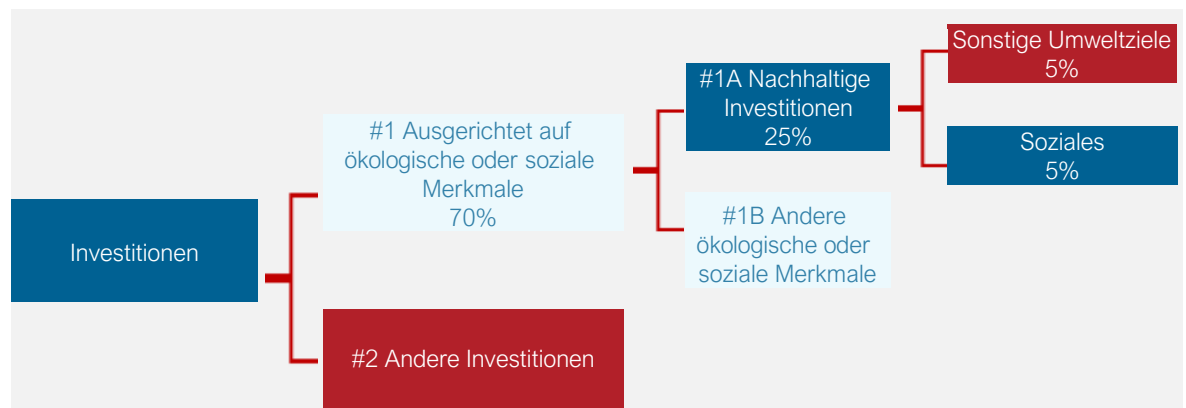 Investitionen
#1 Ausgerichtet auf
ökologische oder soziale
Merkmale
70%
#2 Andere Investitionen
#1A Nachhaltige
Investitionen
25%
#1B Andere
ökologische oder
soziale Merkmale
Sonstige Umweltziele
5%
Soziales
5%